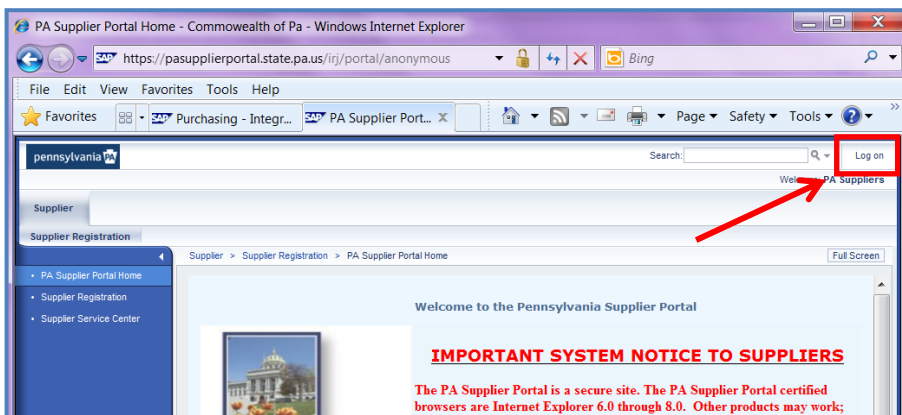 PA Supplier Portal Home - Commowealth of Pa - Windows Internet Explorer
SAP https://pasupplierportal.state.pa.us/irj/portal/anonymous
Bing
File Edit View Favorites Tools Help
Favorites SAP Purchasing - Integr... SAP PA Supplier Port... X Page Safety Tools
pennsylvania PA Search: Log on
PA Suppliers
Supplier
Supplier Registration
Supplier > Supplier Registration > PA Supplier Portal Home Full Screen
• PA Supplier Portal Home
• Supplier Registration
• Supplier Service Center
Welcome to the Pennsylvania Supplier Portal
IMPORTANT SYSTEM NOTICE TO SUPPLIERS
The PA Supplier Portal is a secure site. The PA Supplier Portal certified
browsers are Internet Explorer 6.0 through 8.0. Other products may work;